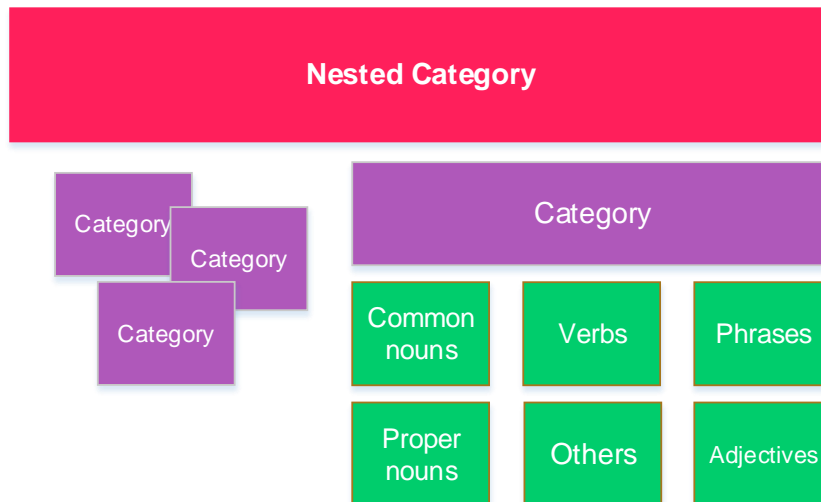 Nested Category
Category
Category
Category
Category
Common
nouns
Verbs
Phrases
Proper
nouns
Others
Adjectives